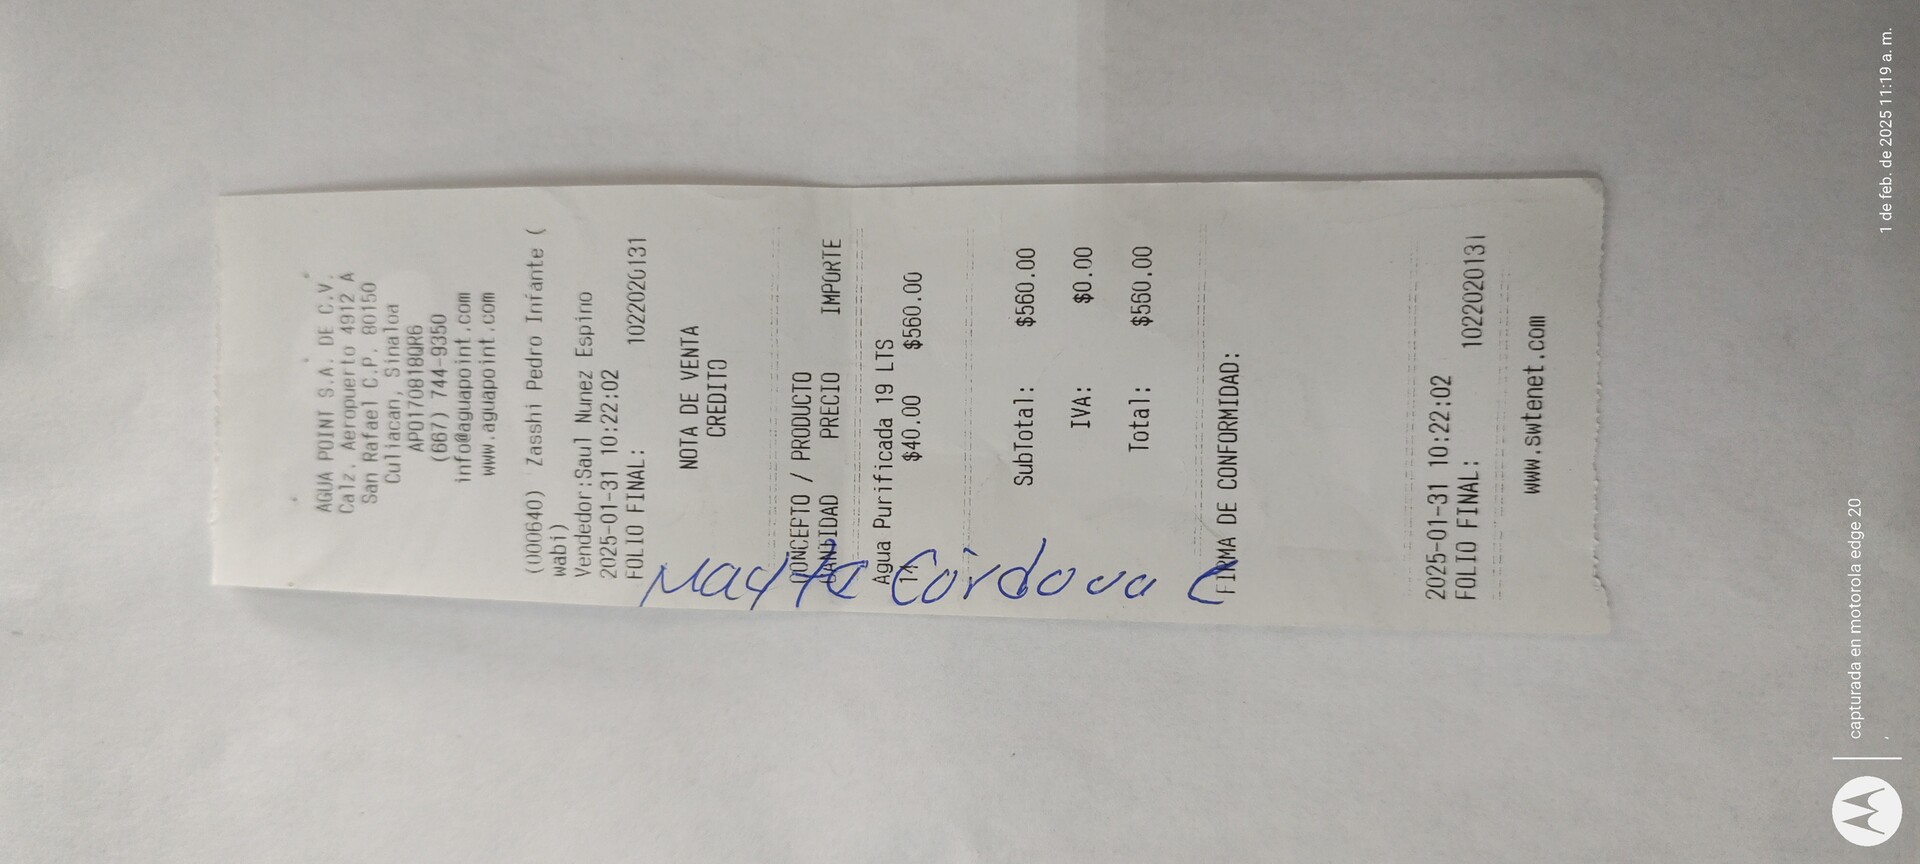 AGUA POINT S.A. DE C.V.
Calz. Aeropuerto 4912 A
San Rafael C.P. 80150
Culiacan, Sinaloa
APO170818QR6
(667) 744-9350
info@aguapoint.com
www.aguapoint.com
(000640) Zasshi Pedro Infante (
wabi)
Vendedor:Saul Nunez Espino
2025-01-31 10:22:02
FOLIO FINAL: 1022020131
NOTA DE VENTA
CREDITO
CONCEPTO / PRODUCTO
CANTIDAD PRECIO IMPORTE
Agua Purificada 19 LTS
14 $40.00 $560.00
SubTotal: $560.00
IVA: $0.00
Total: $560.00
FIRMA DE CONFORMIDAD:
Mayte Cordova C
2025-01-31 10:22:02
FOLIO FINAL: 1022020131
www.swtenet.com
capturada en motorola edge 20
1 de feb. de 2025 11:19 a. m.